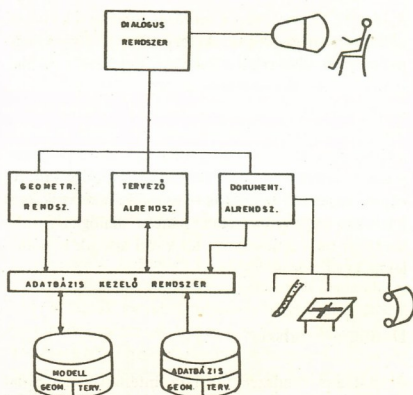 DIALÓGUS
RENDSZER
GEOMETR.
RENDSZ.
TERVEZŐ
ALRENDSZ.
DOKUMENT.
ALRENDSZ.
ADATBÁZIS KEZELŐ RENDSZER
MODELL
GEOM. TERV.
ADATBÁZIS
GEOM. TERV.